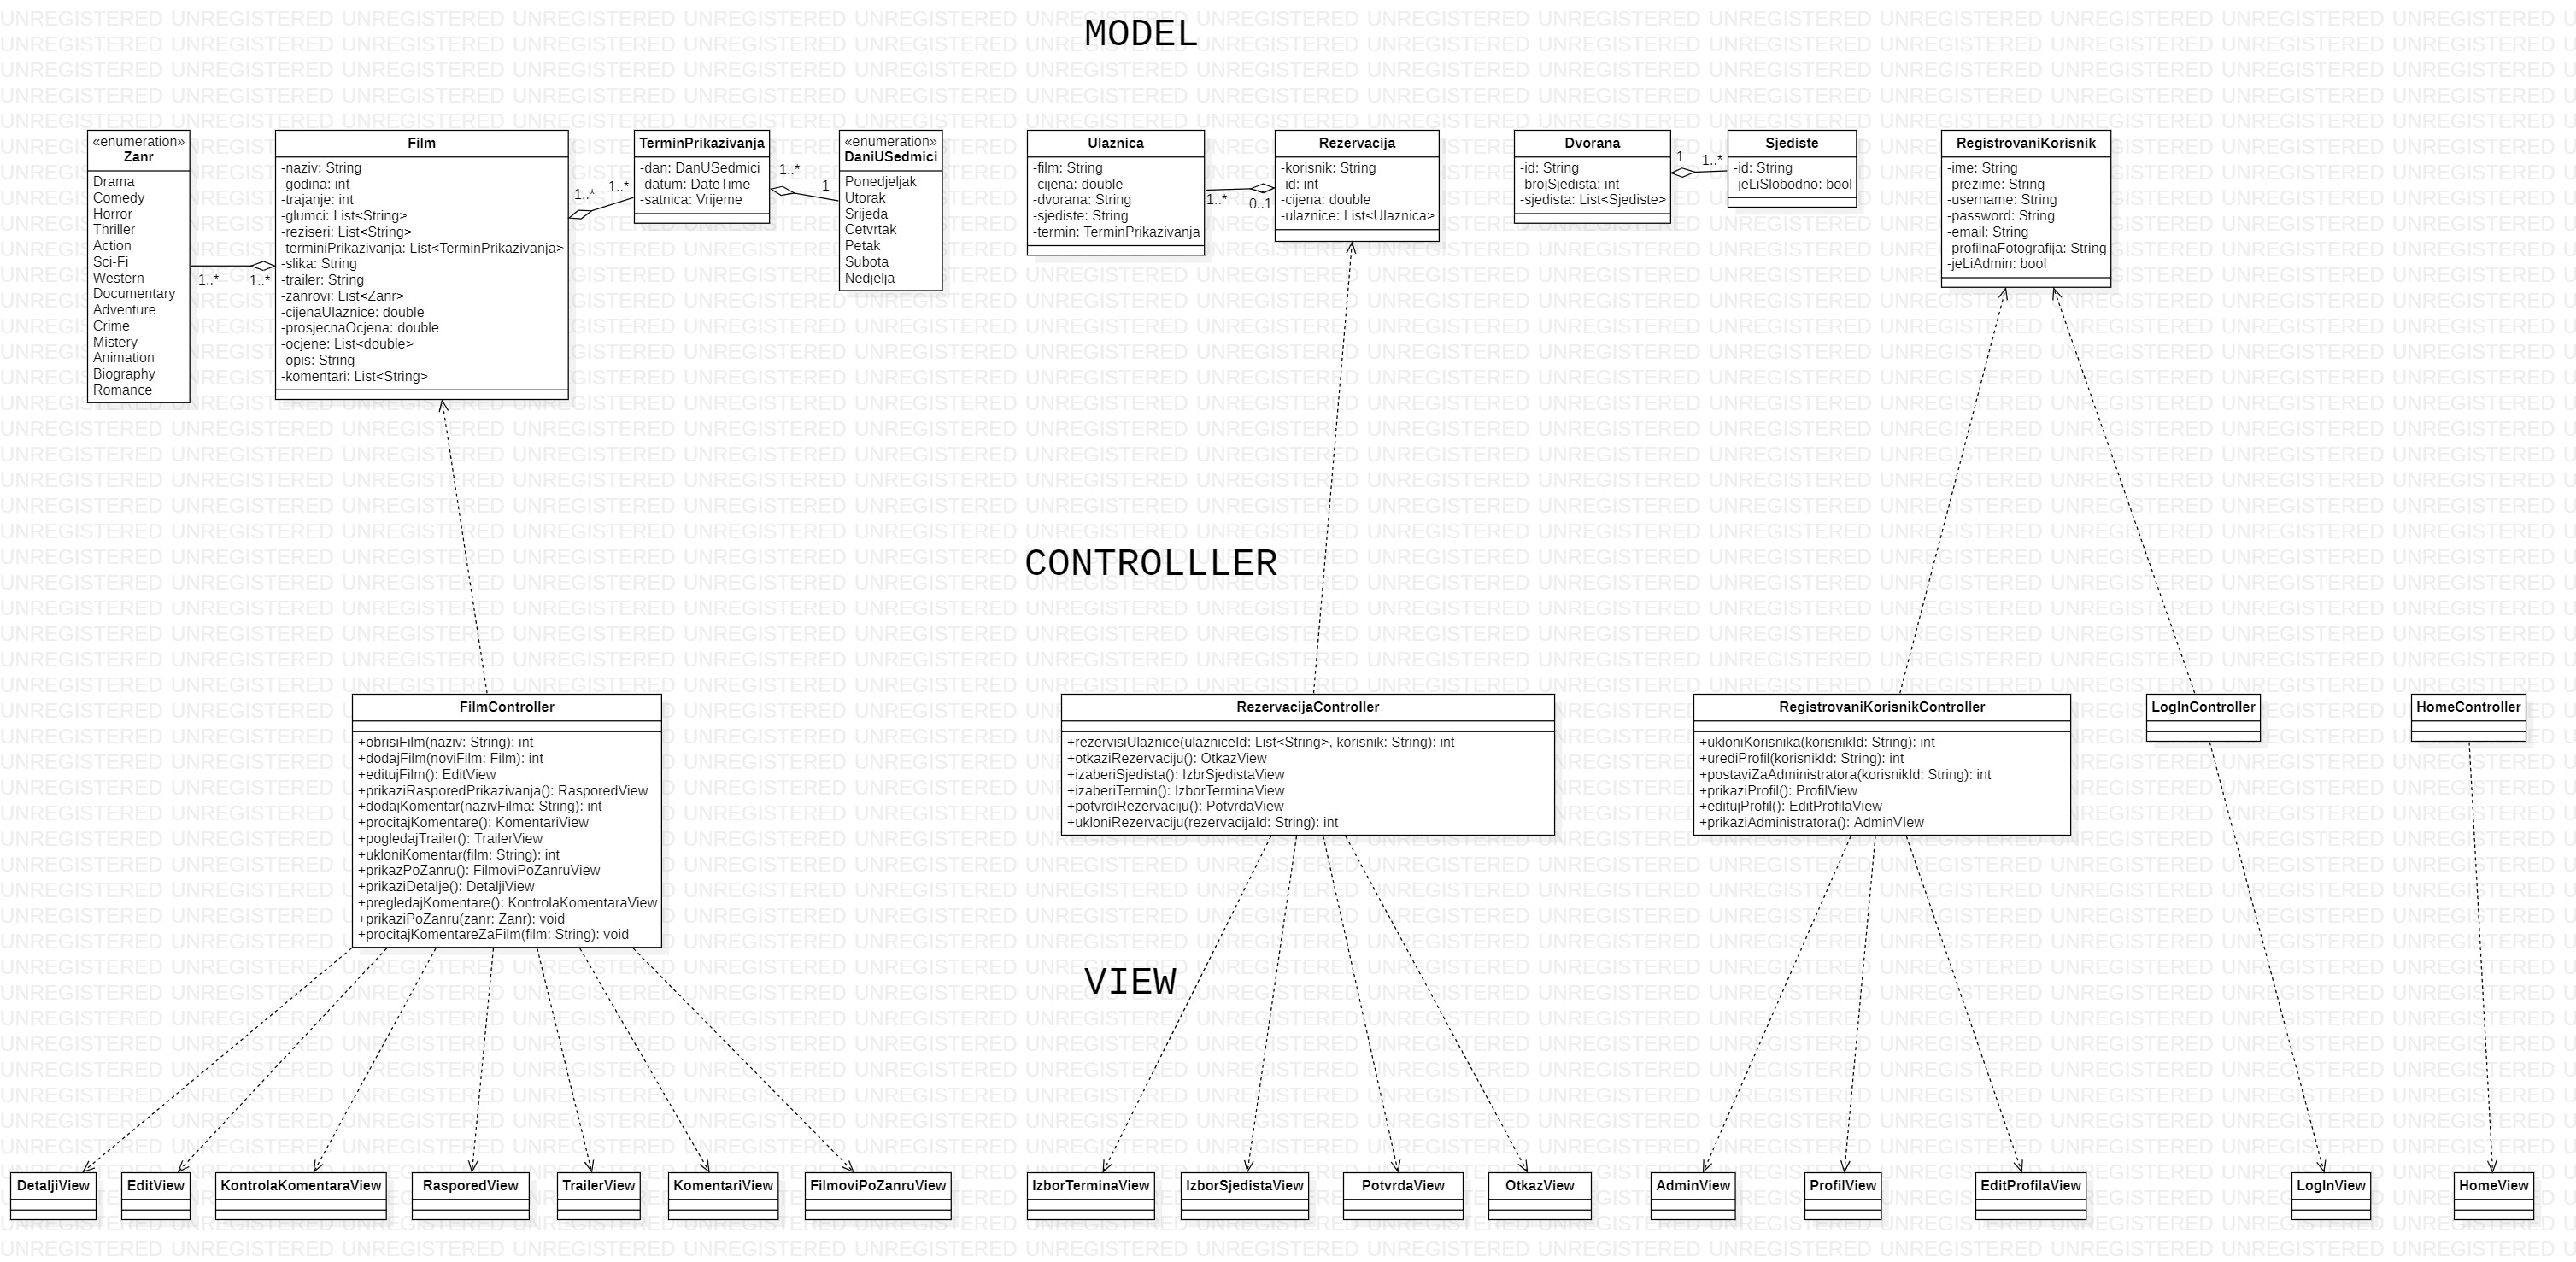 MODEL
«enumeration»
Zanr
Drama
Comedy
Horror
Thriller
Action
Sci-Fi
Western
Documentary
Adventure
Crime
Mistery
Animation
Biography
Romance
1..*
1..*
Film
-naziv: String
-godina: int
-trajanje: int
-glumci: List<String>
-reziseri: List<String>
-terminiPrikazivanja: List<TerminPrikazivanja>
-slika: String
-trailer: String
-zanrovi: List<Zanr>
-cijenaUlaznice: double
-prosjecnaOcjena: double
-ocjene: List<double>
-opis: String
-komentari: List<String>
1..*
1..*
TerminPrikazivanja
-dan: DanUSedmici
-datum: DateTime
-satnica: Vrijeme
1..*
1
«enumeration»
DaniUSedmici
Ponedjeljak
Utorak
Srijeda
Cetvrtak
Petak
Subota
Nedjelja
Ulaznica
-film: String
-cijena: double
-dvorana: String
-sjediste: String
-termin: TerminPrikazivanja
1..*
0..1
Rezervacija
-korisnik: String
-id: int
-cijena: double
-ulaznice: List<Ulaznica>
Dvorana
-id: String
-brojSjedista: int
-sjedista: List<Sjediste>
1
1..*
Sjediste
-id: String
-jeLiSlobodno: bool
RegistrovaniKorisnik
-ime: String
-prezime: String
-username: String
-password: String
-email: String
-profilnaFotografija: String
-jeLiAdmin: bool
CONTROLLLER
FilmController
+obrisiFilm(naziv: String): int
+dodajFilm(noviFilm: Film): int
+editujFilm(): EditView
+prikaziRasporedPrikazivanja(): RasporedView
+dodajKomentar(nazivFilma: String): int
+procitajKomentare(): KomentariView
+pogledajTrailer(): TrailerView
+ukloniKomentar(film: String): int
+prikazPoZanru(): FilmoviPoZanruView
+prikaziDetalje(): DetaljiView
+pregledajKomentare(): KontrolaKomentaraView
+prikaziPoZanru(zanr: Zanr): void
+procitajKomentareZaFilm(film: String): void
RezervacijaController
+rezervisiUlaznice(ulazniceId: List<String>, korisnik: String): int
+otkaziRezervaciju(): OtkazView
+izaberiSjedista(): IzbrSjedistaView
+izaberiTermin(): IzborTerminaView
+potvrdiRezervaciju(): PotvrdaView
+ukloniRezervaciju(rezervacijaId: String): int
RegistrovaniKorisnikController
+ukloniKorisnika(korisnikId: String): int
+urediProfil(korisnikId: String): int
+postaviZaAdministratora(korisnikId: String): int
+prikaziProfil(): ProfilView
+editujProfil(): EditProfilaView
+prikaziAdministratora(): AdminVIew
LogInController
HomeController
VIEW
DetaljiView
EditView
KontrolaKomentaraView
RasporedView
TrailerView
KomentariView
FilmoviPoZanruView
IzborTerminaView
IzborSjedistaView
PotvrdaView
OtkazView
AdminView
ProfilView
EditProfilaView
LogInView
HomeView
UNREGISTERED